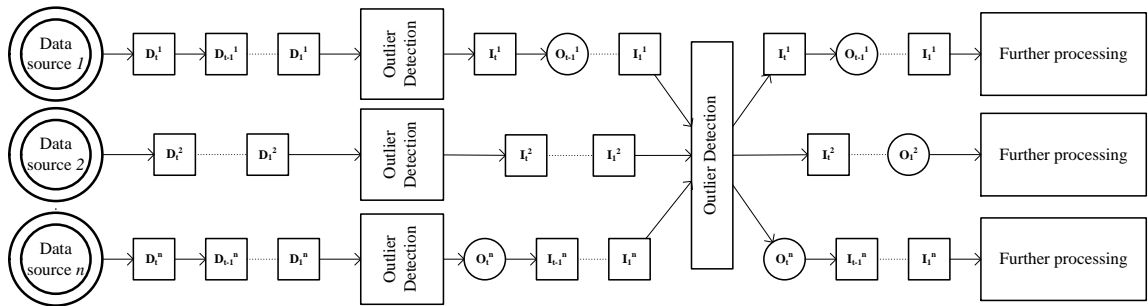 Data
source 1
D_t^1
D_{t-1}^1
D_1^1
Outlier
Detection
I_t^1
O_{t-1}^1
I_1^1
I_t^1
O_{t-1}^1
I_1^1
Further processing
Data
source 2
D_t^2
D_1^2
Outlier
Detection
I_t^2
I_1^2
Outlier Detection
I_t^2
O_1^2
Further processing
Data
source n
D_t^n
D_{t-1}^n
D_1^n
Outlier
Detection
O_t^n
I_{t-1}^n
I_1^n
O_t^n
I_{t-1}^n
I_1^n
Further processing